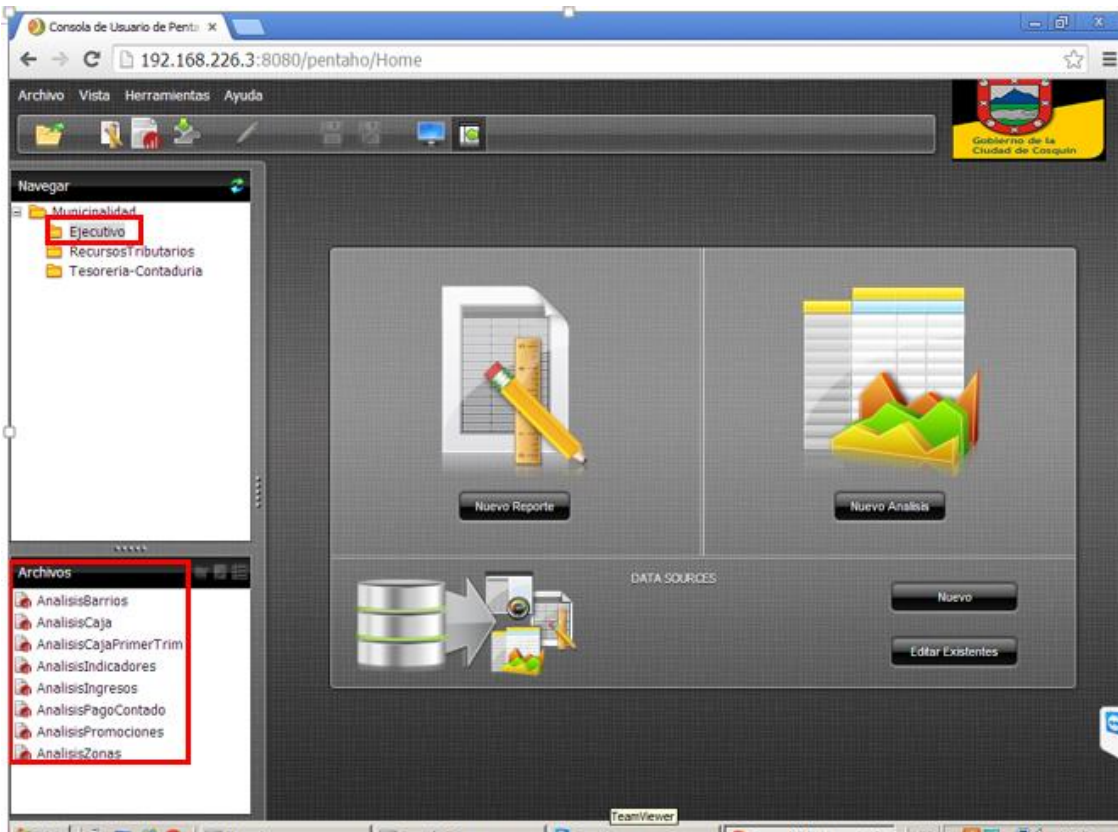 Consola de Usuario de Penta
192.168.226.3:8080/pentaho/Home
Archivo Vista Herramientas Ayuda
Gobierno de la
Ciudad de Cosquín
Navegar
Municipalidad
Ejecutivo
RecursosTributarios
Tesoreria-Contaduria
Nuevo Reporte
Nuevo Analisis
Archivos
AnalisisBarrios
AnalisisCaja
AnalisisCajaPrimerTrim
AnalisisIndicadores
AnalisisIngresos
AnalisisPagoContado
AnalisisPromociones
AnalisisZonas
DATA SOURCES
Nuevo
Editar Existentes
TeamViewer